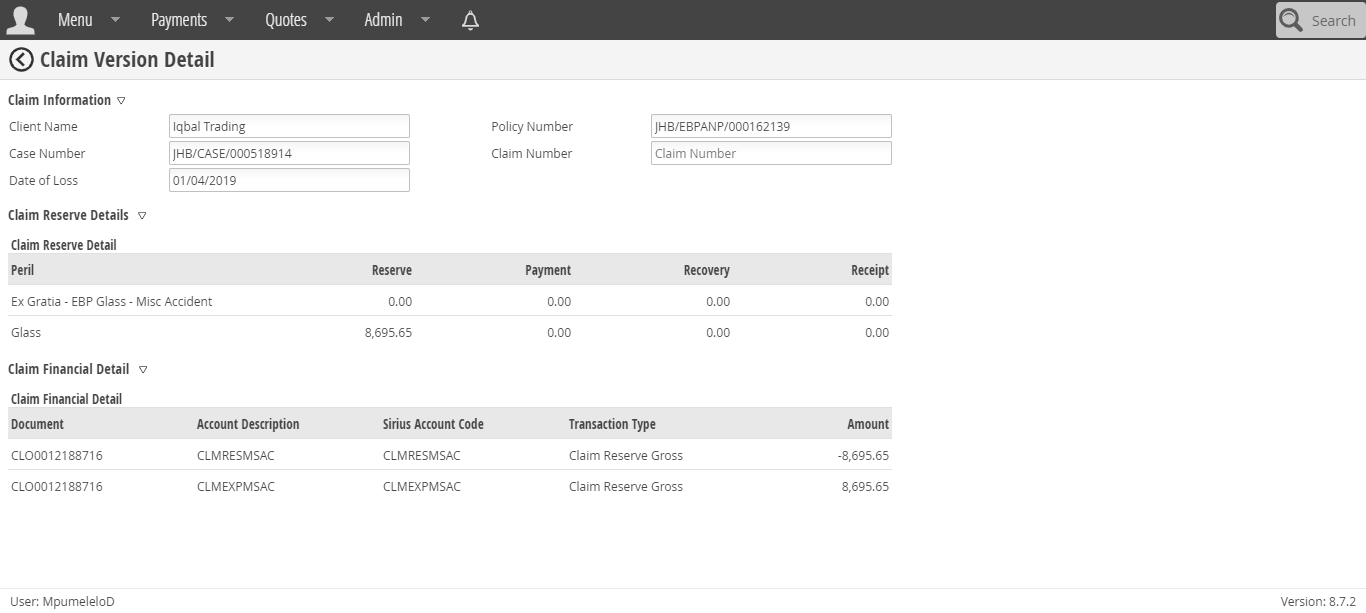 Menu Payments Quotes Admin Search
Claim Version Detail
Claim Information
Client Name Iqbal Trading Policy Number JHB/EBPANP/000162139
Case Number JHB/CASE/000518914 Claim Number Claim Number
Date of Loss 01/04/2019
Claim Reserve Details
Claim Reserve Detail
Peril Reserve Payment Recovery Receipt
Ex Gratia - EBP Glass - Misc Accident 0.00 0.00 0.00 0.00
Glass 8,695.65 0.00 0.00 0.00
Claim Financial Detail
Claim Financial Detail
Document Account Description Sirius Account Code Transaction Type Amount
CLO0012188716 CLMRESMSAC CLMRESMSAC Claim Reserve Gross -8,695.65
CLO0012188716 CLMEXPMSAC CLMEXPMSAC Claim Reserve Gross 8,695.65
User: MpumeleloD Version: 8.7.2